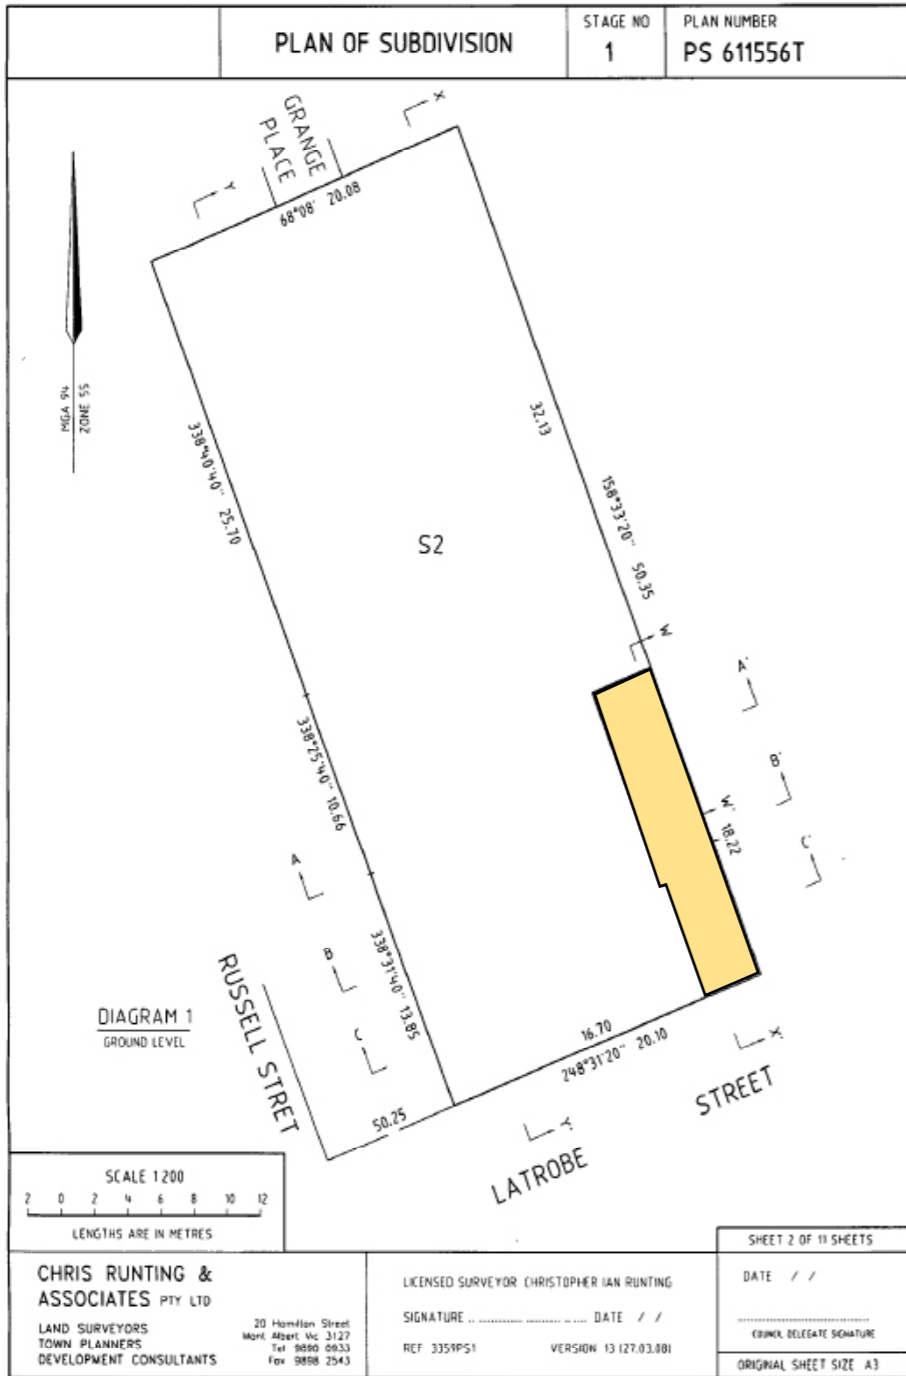 PLAN OF SUBDIVISION
STAGE NO
1
PLAN NUMBER
PS 611556T
GRANGE
PLACE
X
Y
68°08' 20.08
MGA 94
ZONE 55
32.13
338°40'40" 25.70
158°33'20" 50.35
S2
W
A'
B'
W'
18.22
C'
338°25'40" 10.66
A
338°31'40" 13.85
B
C
RUSSELL STRET
DIAGRAM 1
GROUND LEVEL
16.70
248°31'20" 20.10
X'
50.25
Y'
LATROBE
STREET
SCALE 1 200
2 0 2 4 6 8 10 12
LENGTHS ARE IN METRES
SHEET 2 OF 11 SHEETS
CHRIS RUNTING &
ASSOCIATES PTY LTD
LAND SURVEYORS
TOWN PLANNERS
DEVELOPMENT CONSULTANTS
20 Hamilton Street
Mont Albert Vic 3127
Tel 9890 0933
Fax 9898 2543
LICENSED SURVEYOR CHRISTOPHER IAN RUNTING
SIGNATURE .................................. DATE / /
REF 3359PS1 VERSION 13 (27.03.08)
DATE / /
COUNCIL DELEGATE SIGNATURE
ORIGINAL SHEET SIZE A3